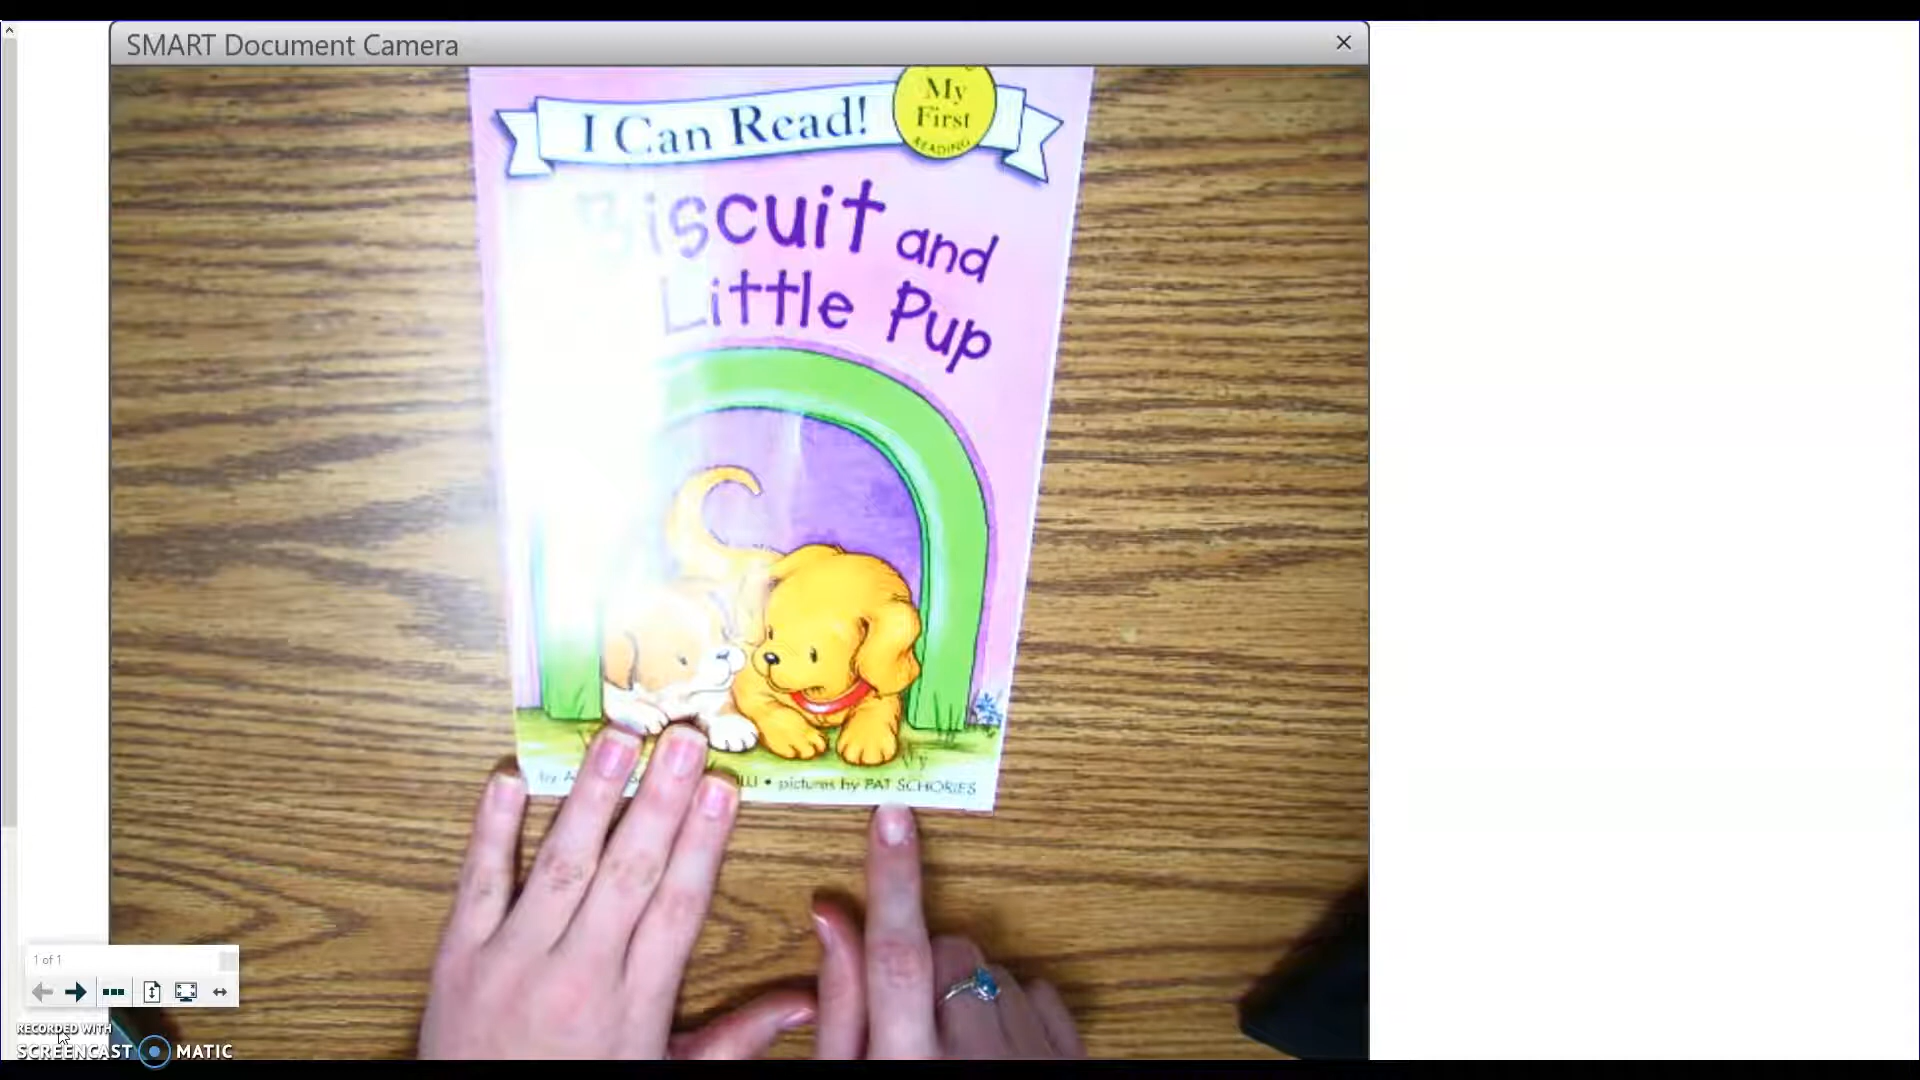 SMART Document Camera
I Can Read!
My
First
READING
Biscuit and
Little Pup
pictures by PAT SCHORIES
1 of 1
RECORDED WITH
SCREENCAST MATIC